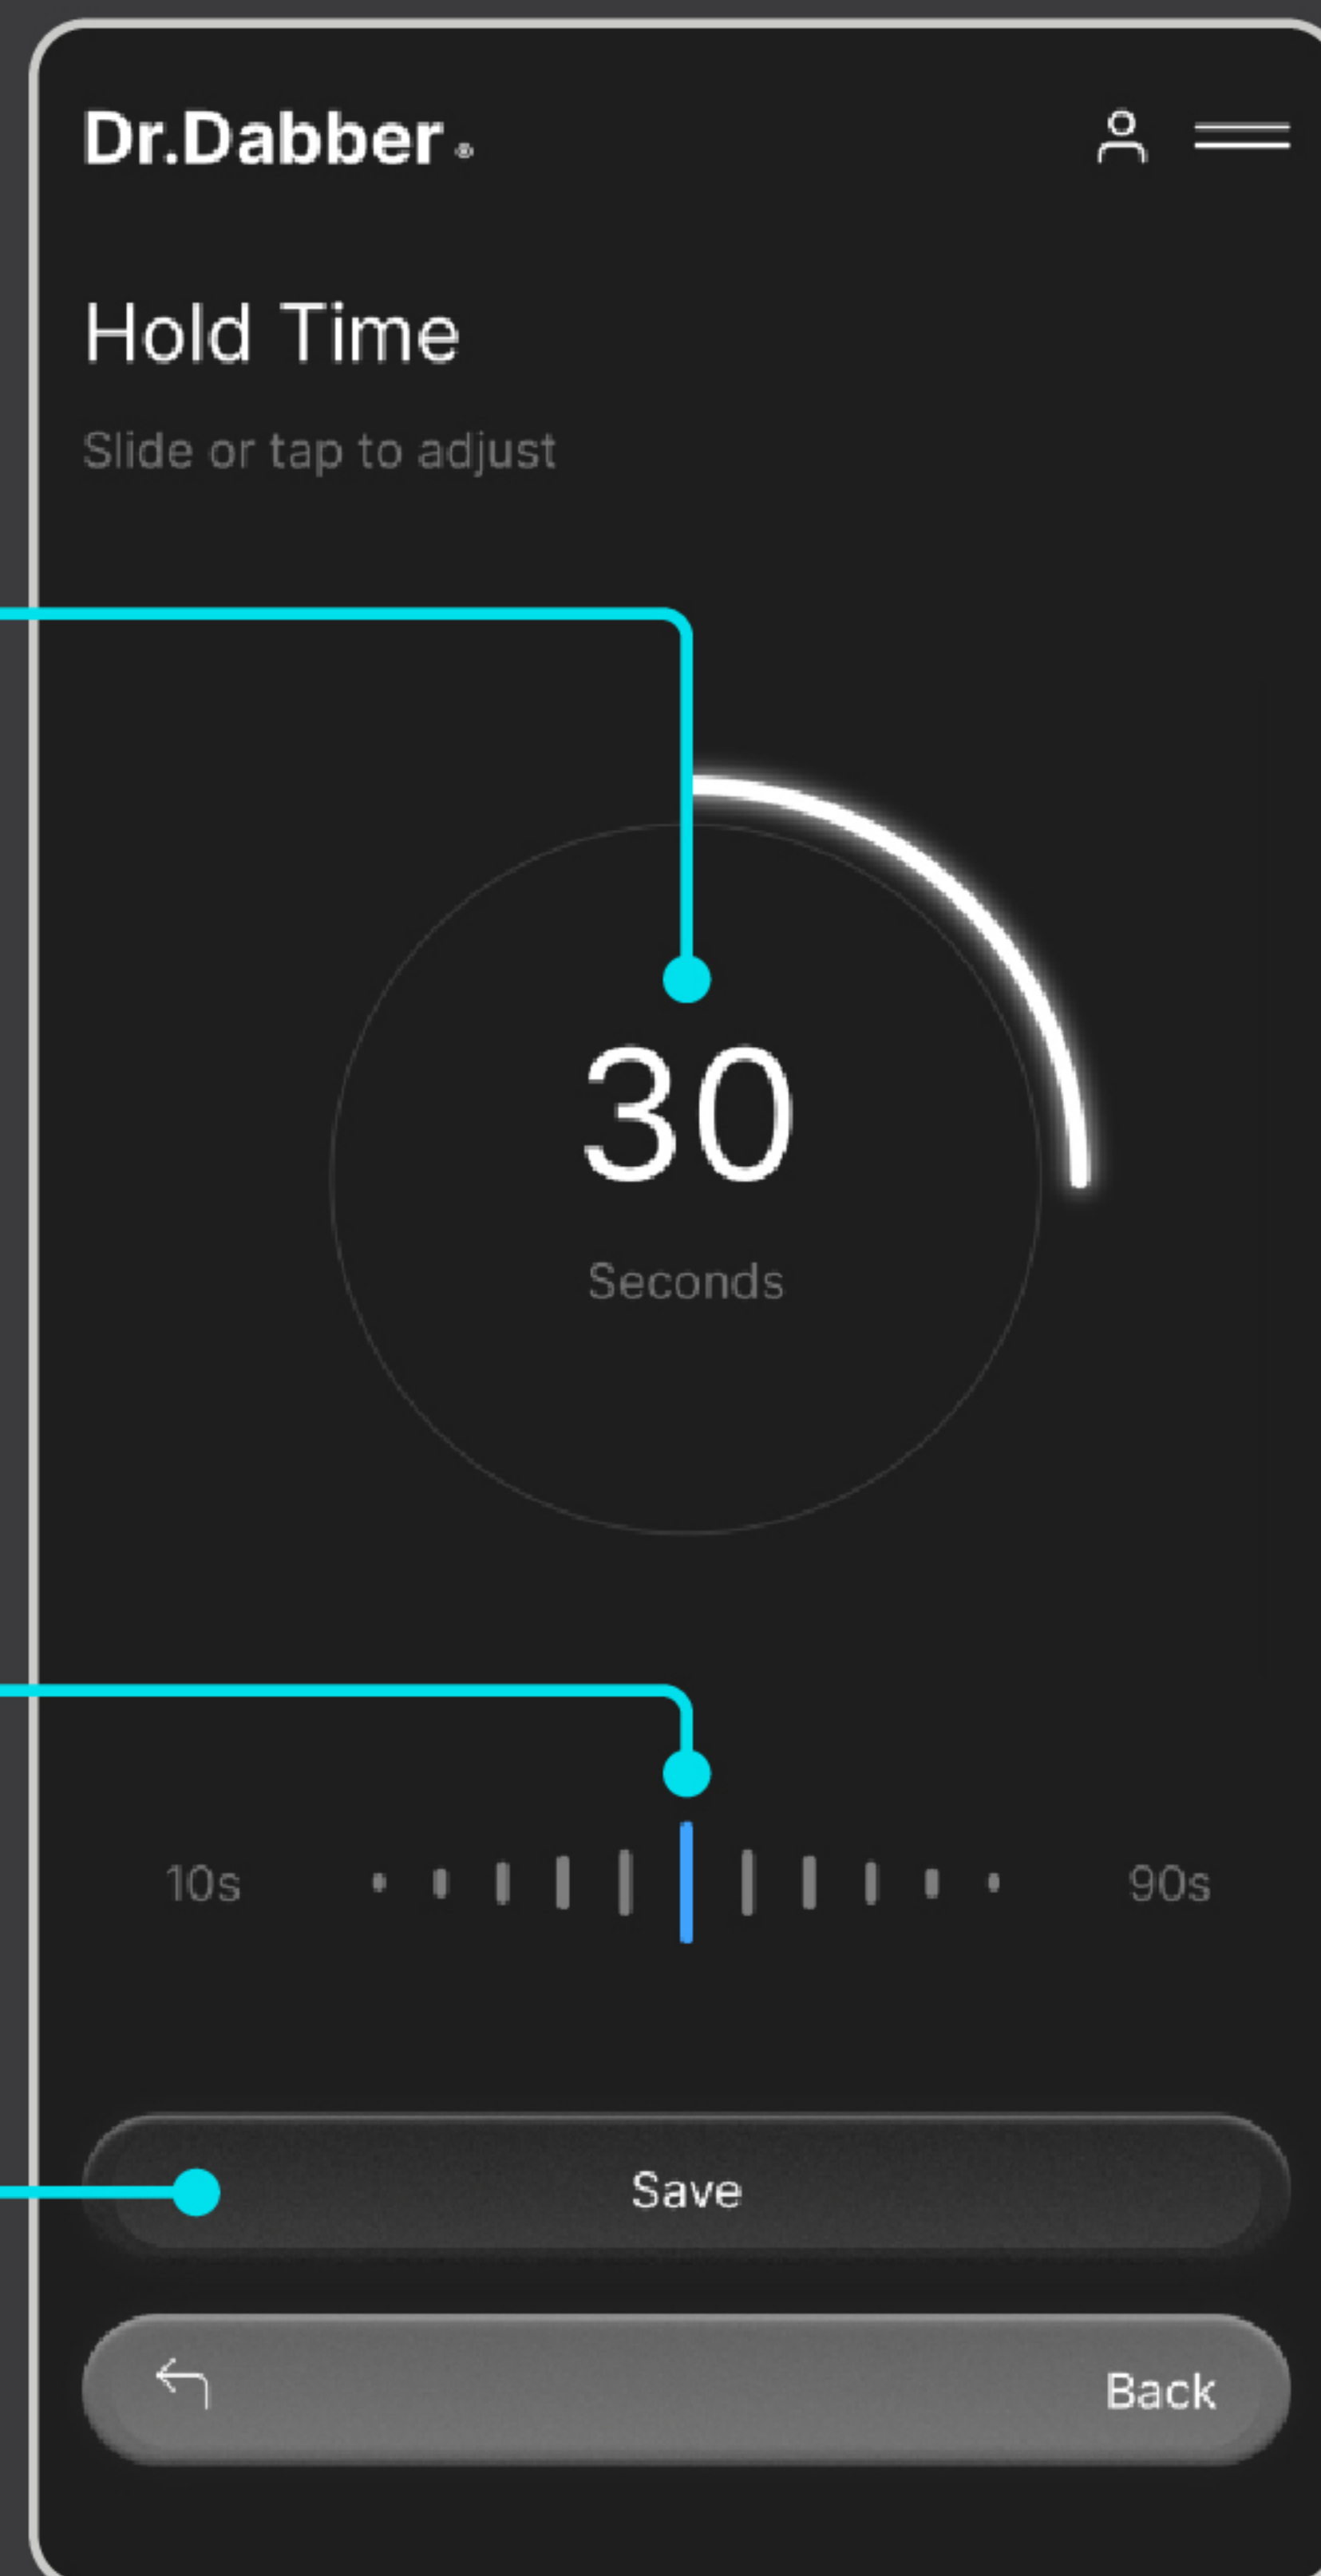 Dr.Dabber
Hold Time
Slide or tap to adjust
30
Seconds
10s 90s
Save
Back